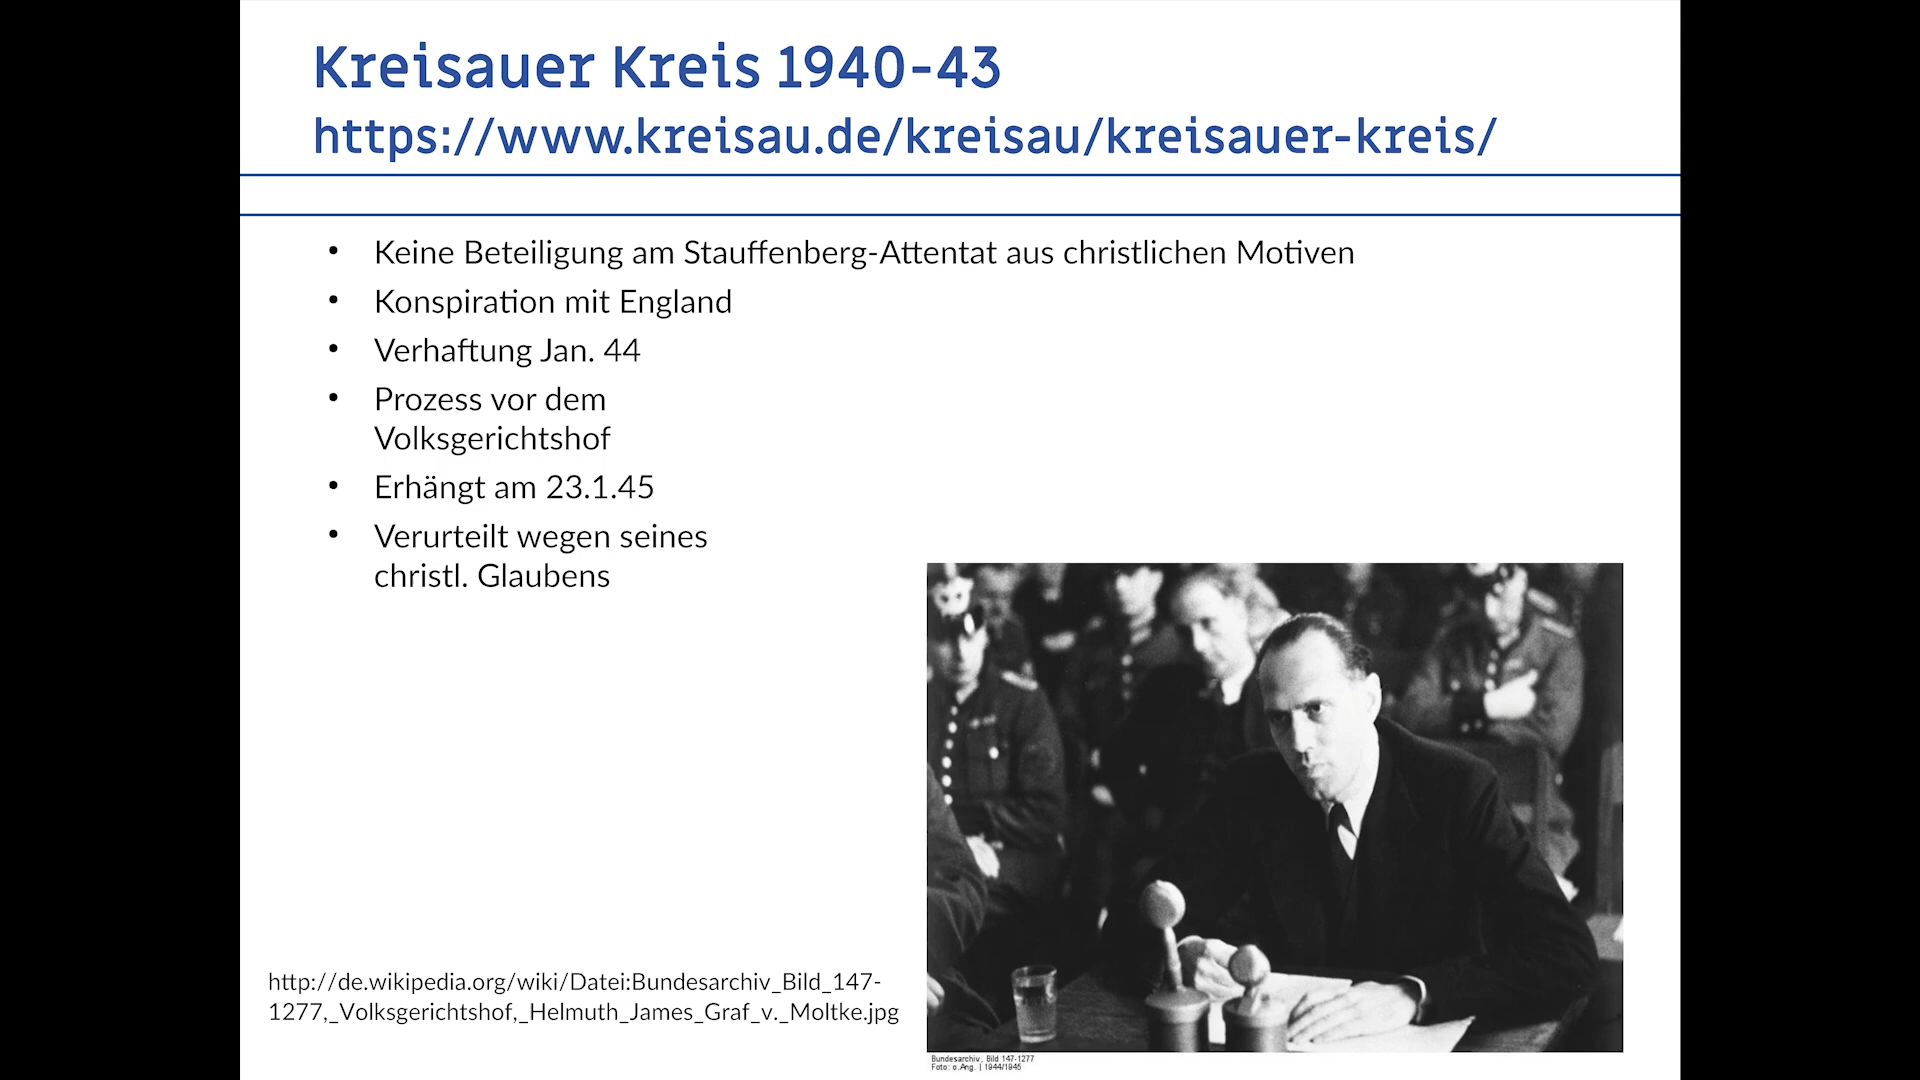 Kreisauer Kreis 1940-43
https://www.kreisau.de/kreisau/kreisauer-kreis/
• Keine Beteiligung am Stauffenberg-Attentat aus christlichen Motiven
• Konspiration mit England
• Verhaftung Jan. 44
• Prozess vor dem
Volksgerichtshof
• Erhängt am 23.1.45
• Verurteilt wegen seines
christl. Glaubens
http://de.wikipedia.org/wiki/Datei:Bundesarchiv_Bild_147-
1277,_Volksgerichtshof,_Helmuth_James_Graf_v._Moltke.jpg
Bundesarchiv, Bild 147-1277
Foto: o.Ang. | 1944/1945